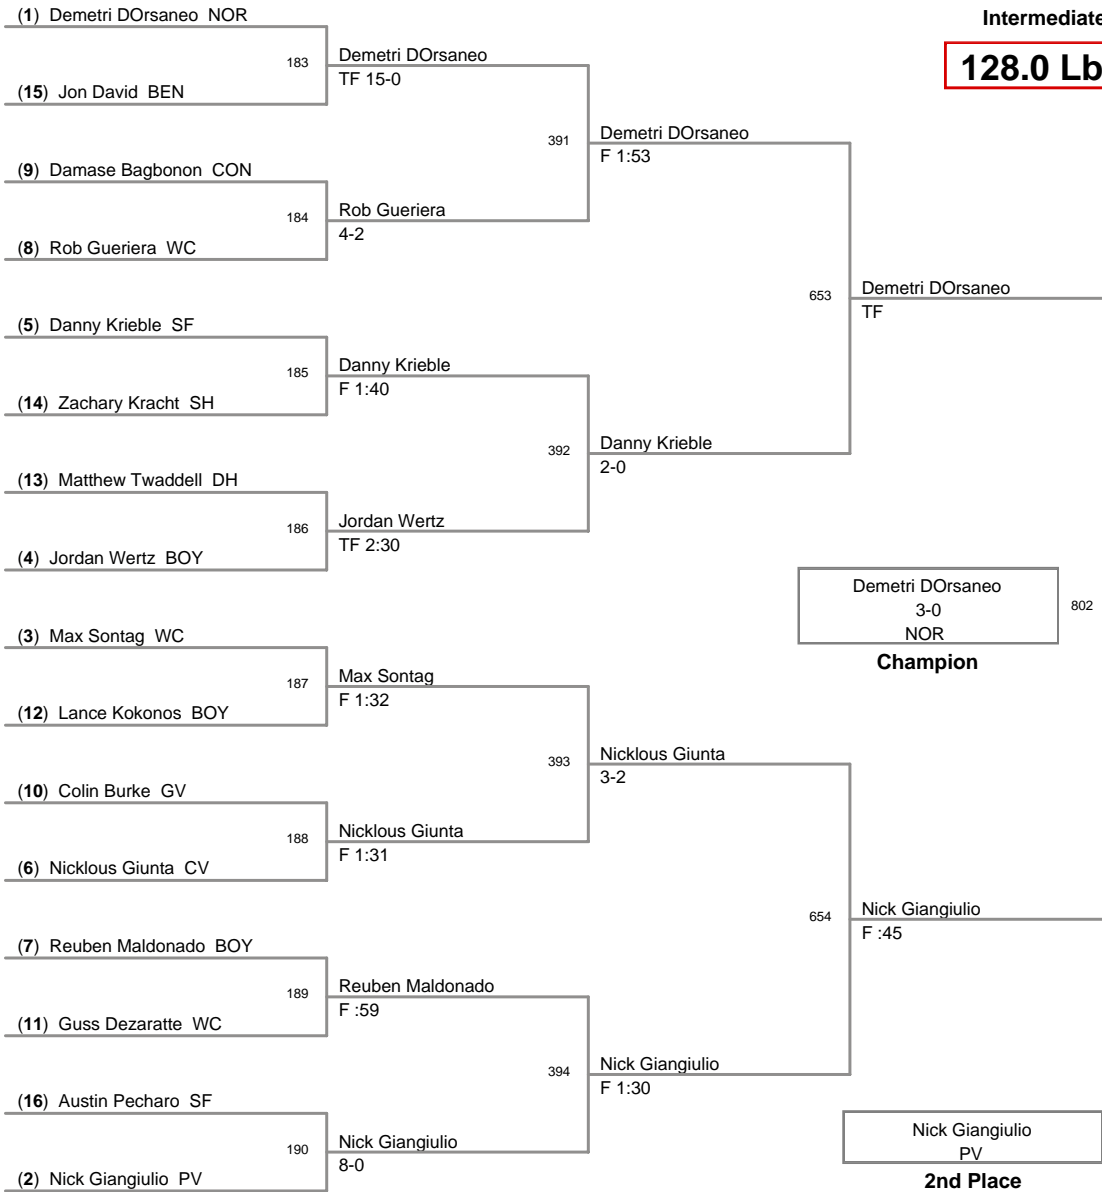 (1) Demetri DOrsaneo NOR
Intermediate
183
Demetri DOrsaneo
TF 15-0
128.0 Lb
(15) Jon David BEN
391
Demetri DOrsaneo
F 1:53
(9) Damase Bagbonon CON
184
Rob Gueriera
4-2
(8) Rob Gueriera WC
653
Demetri DOrsaneo
TF
(5) Danny Krieble SF
185
Danny Krieble
F 1:40
(14) Zachary Kracht SH
392
Danny Krieble
2-0
(13) Matthew Twaddell DH
186
Jordan Wertz
TF 2:30
(4) Jordan Wertz BOY
Demetri DOrsaneo
3-0
NOR
802
Champion
(3) Max Sontag WC
187
Max Sontag
F 1:32
(12) Lance Kokonos BOY
393
Nicklous Giunta
3-2
(10) Colin Burke GV
188
Nicklous Giunta
F 1:31
(6) Nicklous Giunta CV
654
Nick Giangiulio
F :45
(7) Reuben Maldonado BOY
189
Reuben Maldonado
F :59
(11) Guss Dezaratte WC
394
Nick Giangiulio
F 1:30
(16) Austin Pecharo SF
190
Nick Giangiulio
8-0
(2) Nick Giangiulio PV
Nick Giangiulio
PV
2nd Place